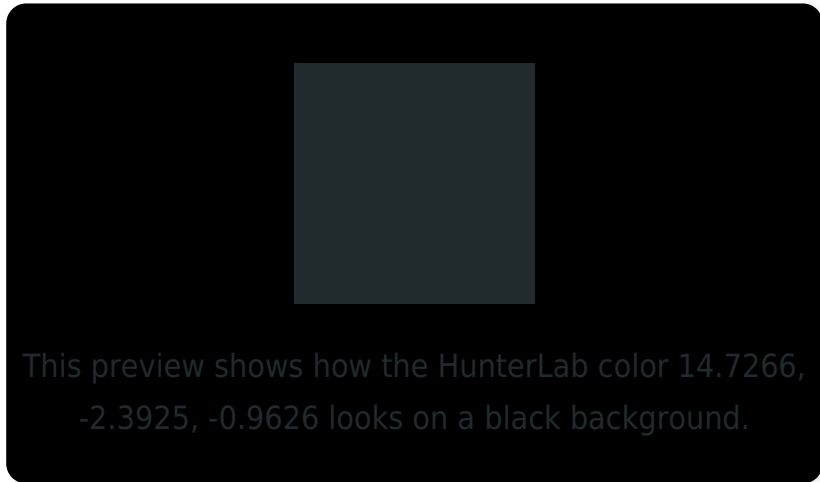 This preview shows how the HunterLab color 14.7266,
-2.3925, -0.9626 looks on a black background.